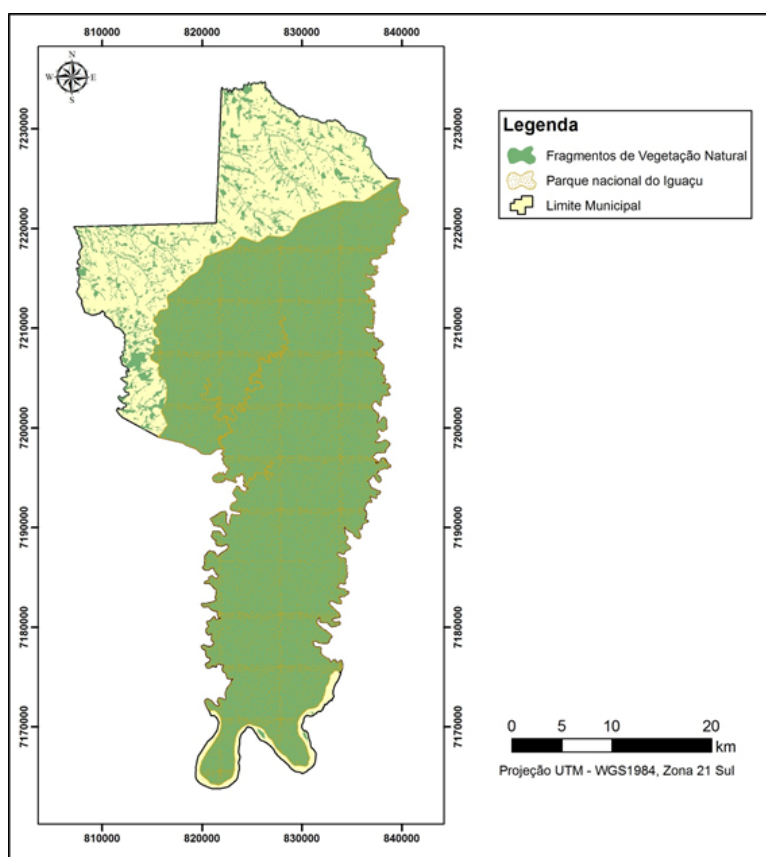 810000 820000 830000 840000
N
W E
S
7230000 7230000
7220000 7220000
7210000 7210000
7200000 7200000
7190000 7190000
7180000 7180000
7170000 7170000
810000 820000 830000 840000
Legenda
Fragmentos de Vegetação Natural
Parque nacional do Iguaçu
Limite Municipal
0 5 10 20
km
Projeção UTM - WGS1984, Zona 21 Sul